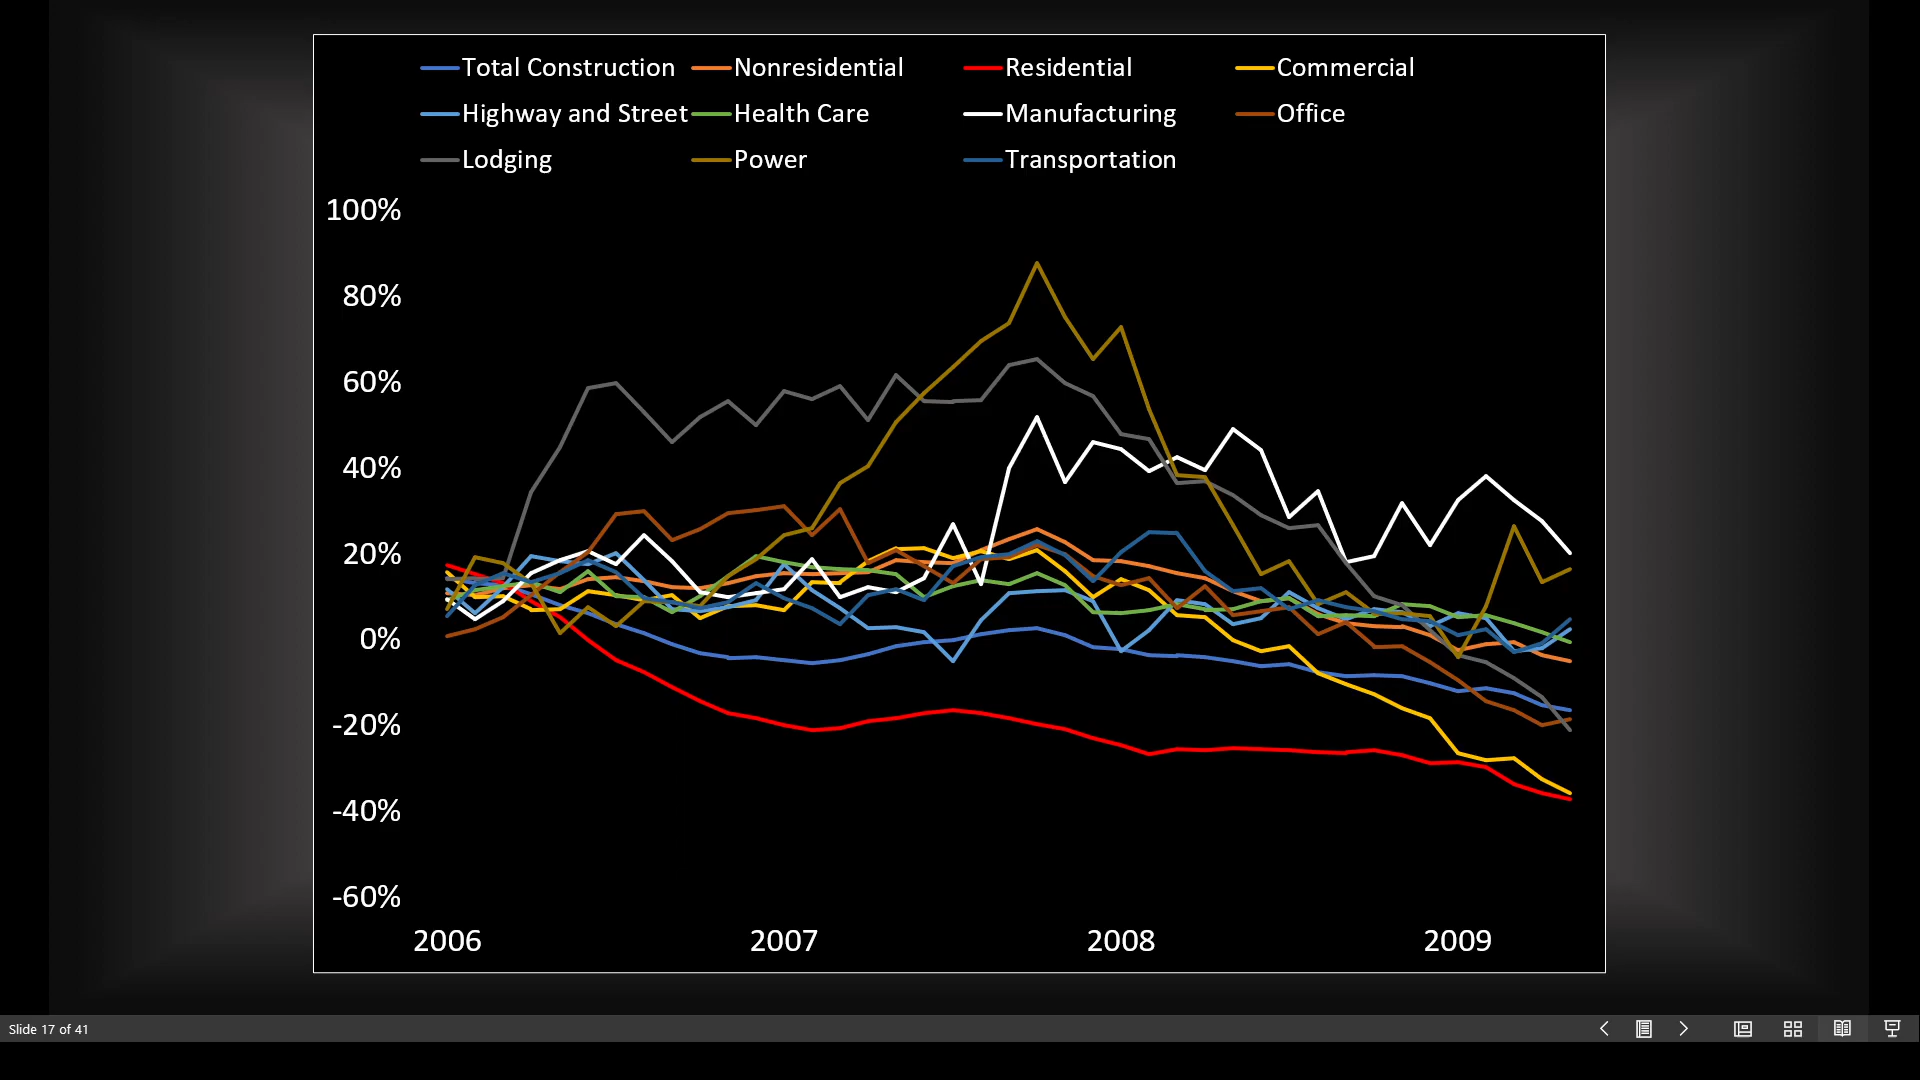 Total Construction Nonresidential Residential Commercial
Highway and Street Health Care Manufacturing Office
Lodging Power Transportation
100%
80%
60%
40%
20%
0%
-20%
-40%
-60%
2006 2007 2008 2009
Slide 17 of 41